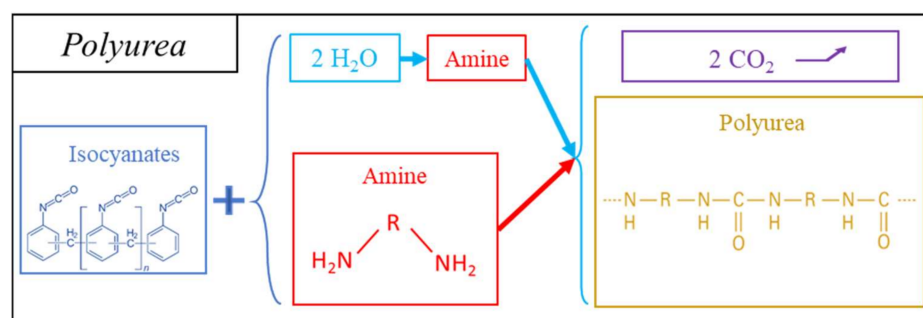 Polyurea
2 H₂O
Amine
2 CO₂
Isocyanates
N=C=O N=C=O N=C=O
H₂
C
H₂
C
n
Amine
R
H₂N NH₂
Polyurea
N–R–N–C–N–R–N–C
H H O H H O